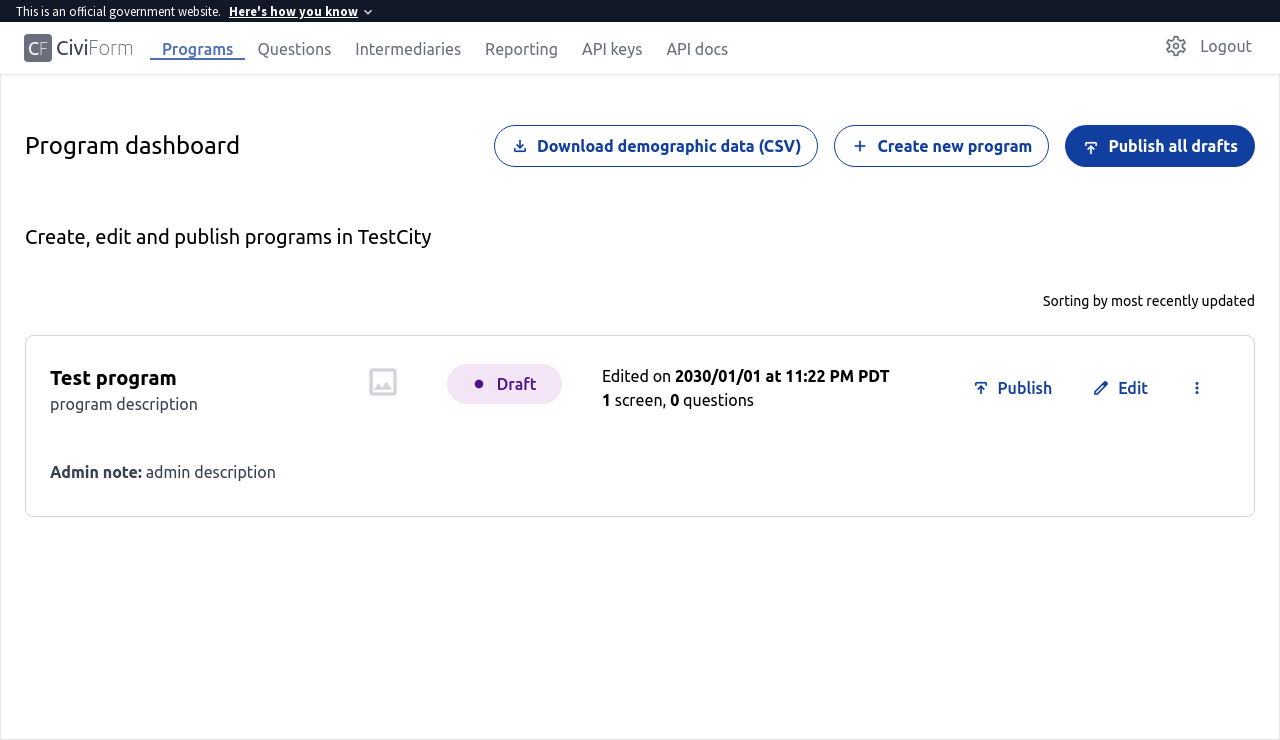 This is an official government website. Here's how you know
CF CiviForm Programs Questions Intermediaries Reporting API keys API docs Logout
Program dashboard Download demographic data (CSV) Create new program Publish all drafts
Create, edit and publish programs in TestCity
Sorting by most recently updated
Test program
program description
Draft
Edited on 2030/01/01 at 11:22 PM PDT
1 screen, 0 questions
Publish Edit
Admin note: admin description